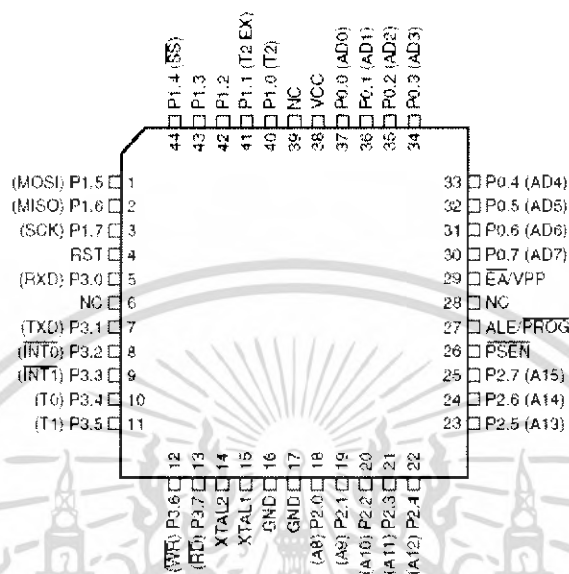 P1.4 (SS)
P1.3
P1.2
P1.1 (T2 EX)
P1.0 (T2)
NC
VCC
P0.0 (AD0)
P0.1 (AD1)
P0.2 (AD2)
P0.3 (AD3)
44 43 42 41 40 39 38 37 36 35 34
(MOSI) P1.5 1
(MISO) P1.6 2
(SCK) P1.7 3
RST 4
(RXD) P3.0 5
NC 6
(TXD) P3.1 7
(INT0) P3.2 8
(INT1) P3.3 9
(T0) P3.4 10
(T1) P3.5 11
33 P0.4 (AD4)
32 P0.5 (AD5)
31 P0.6 (AD6)
30 P0.7 (AD7)
29 EA/VPP
28 NC
27 ALE/PROG
26 PSEN
25 P2.7 (A15)
24 P2.6 (A14)
23 P2.5 (A13)
12 13 14 15 16 17 18 19 20 21 22
(WR) P3.6
(RD) P3.7
XTAL2
XTAL1
GND
GND
(A8) P2.0
(A9) P2.1
(A10) P2.2
(A11) P2.3
(A12) P2.4